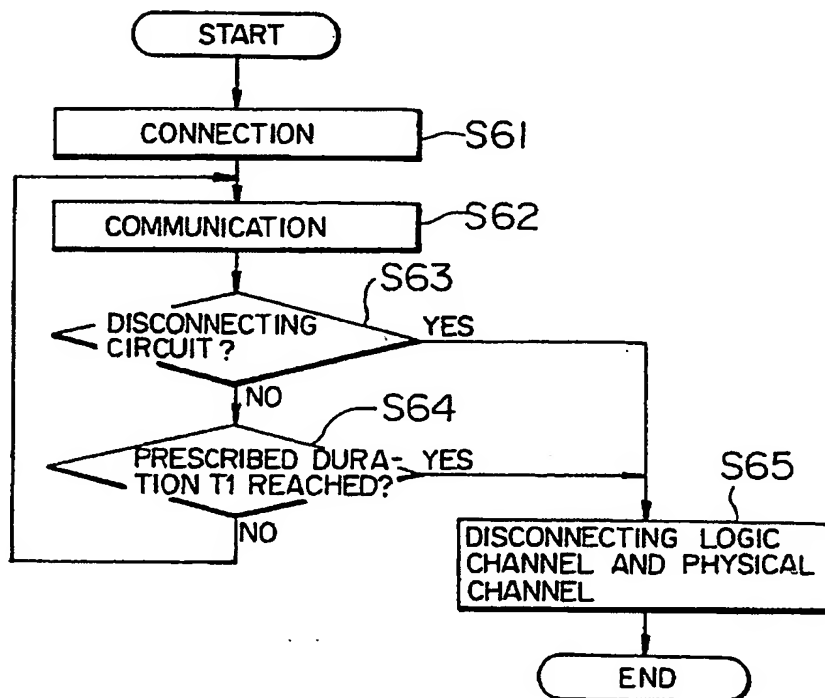 START
CONNECTION
S61
COMMUNICATION
S62
S63
DISCONNECTING
CIRCUIT?
YES
NO
S64
PRESCRIBED DURA-
TION T1 REACHED?
YES
NO
S65
DISCONNECTING LOGIC
CHANNEL AND PHYSICAL
CHANNEL
END